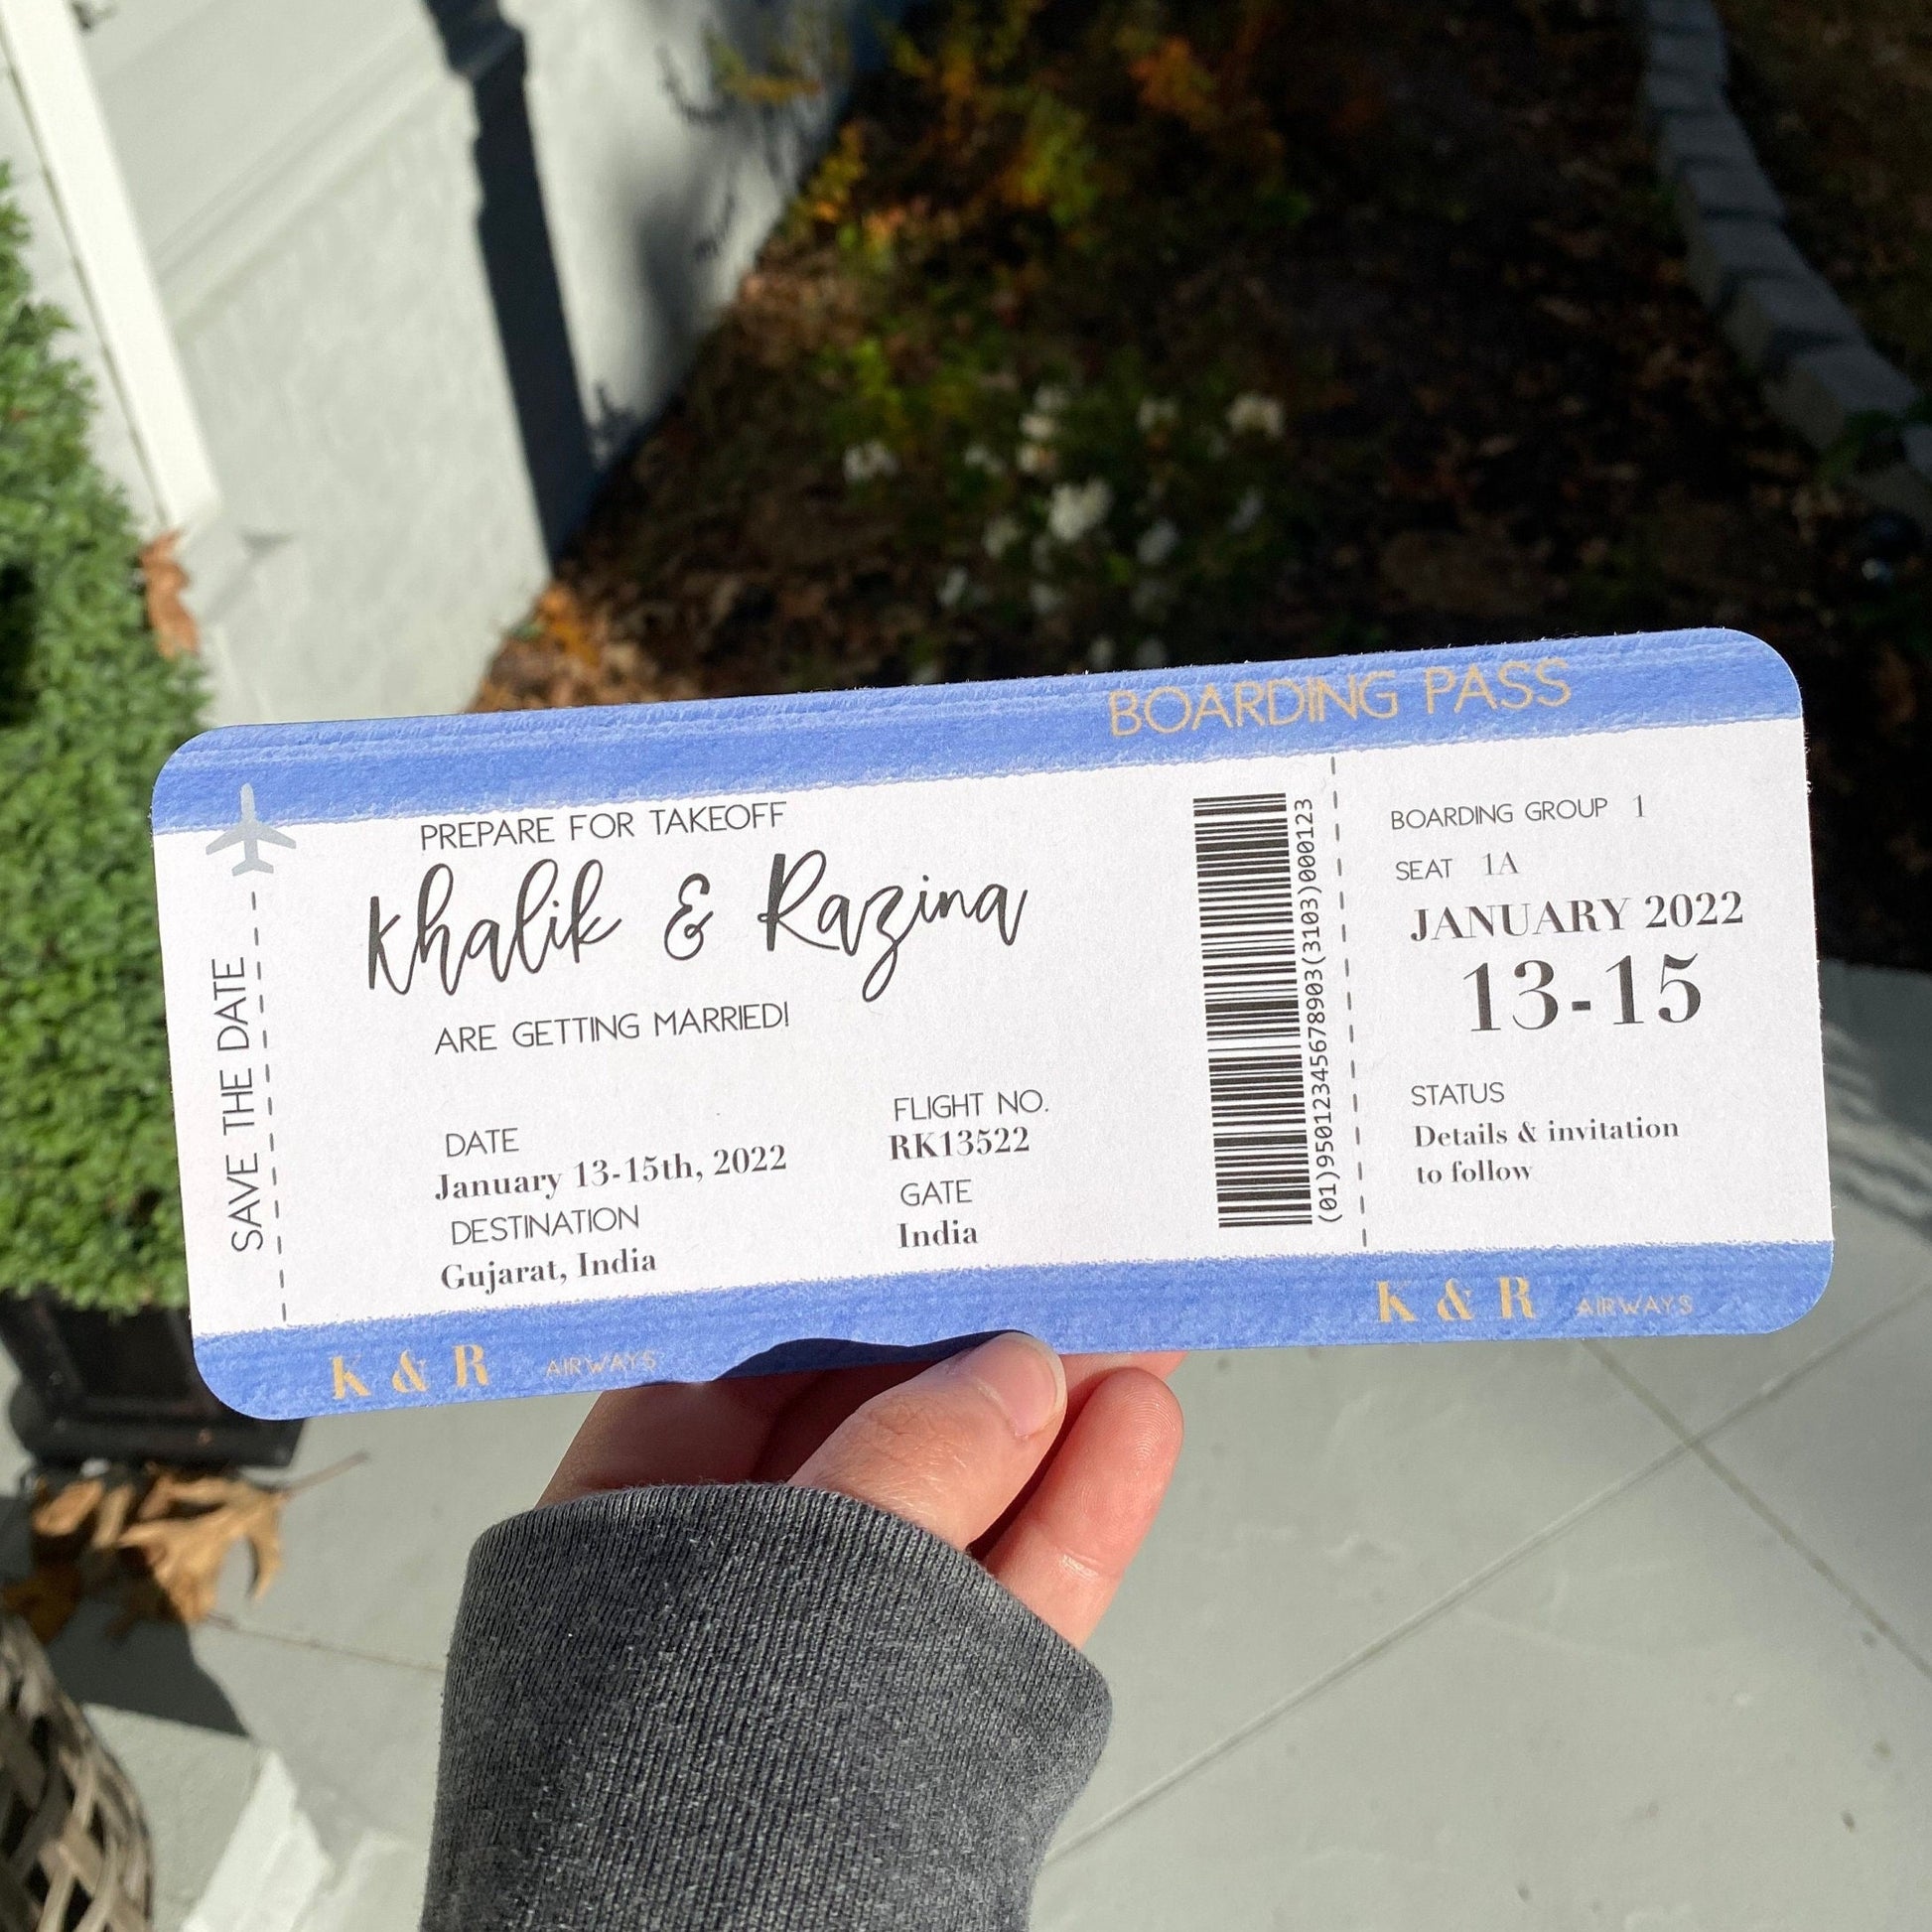 BOARDING PASS
SAVE THE DATE
PREPARE FOR TAKEOFF
Khalik & Razina
ARE GETTING MARRIED!
DATE
January 13-15th, 2022
DESTINATION
Gujarat, India
FLIGHT NO.
RK13522
GATE
India
(01)95012345678903(3103)000123
BOARDING GROUP 1
SEAT 1A
JANUARY 2022
13-15
STATUS
Details & invitation
to follow
K & R AIRWAYS
K & R AIRWAYS